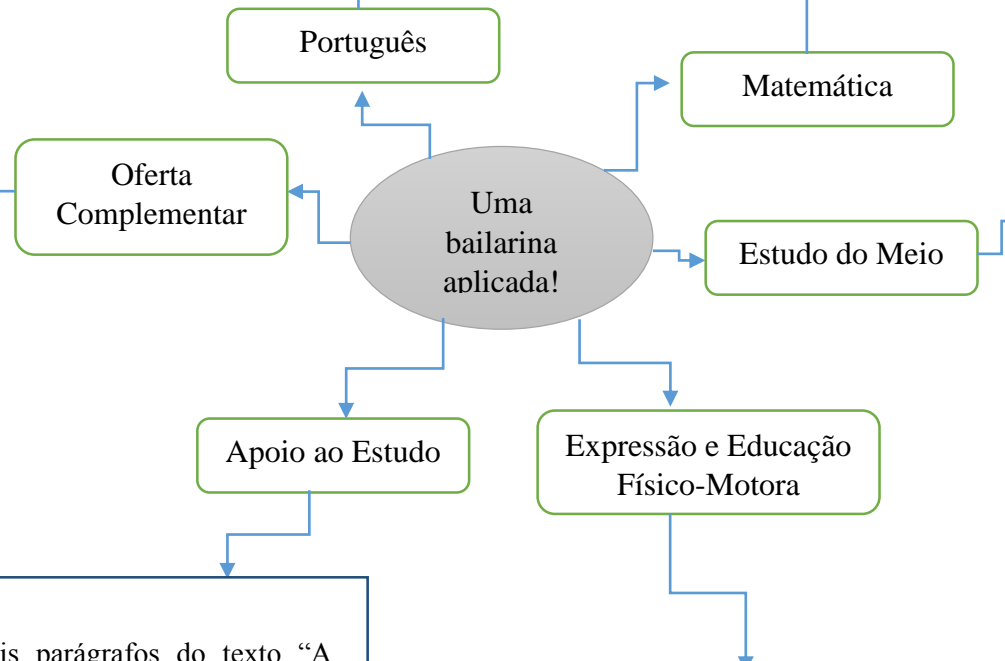 Português
Matemática
Oferta
Complementar
Uma
bailarina
aplicada!
Estudo do Meio
Apoio ao Estudo
Expressão e Educação
Físico-Motora
parágrafos do texto “A